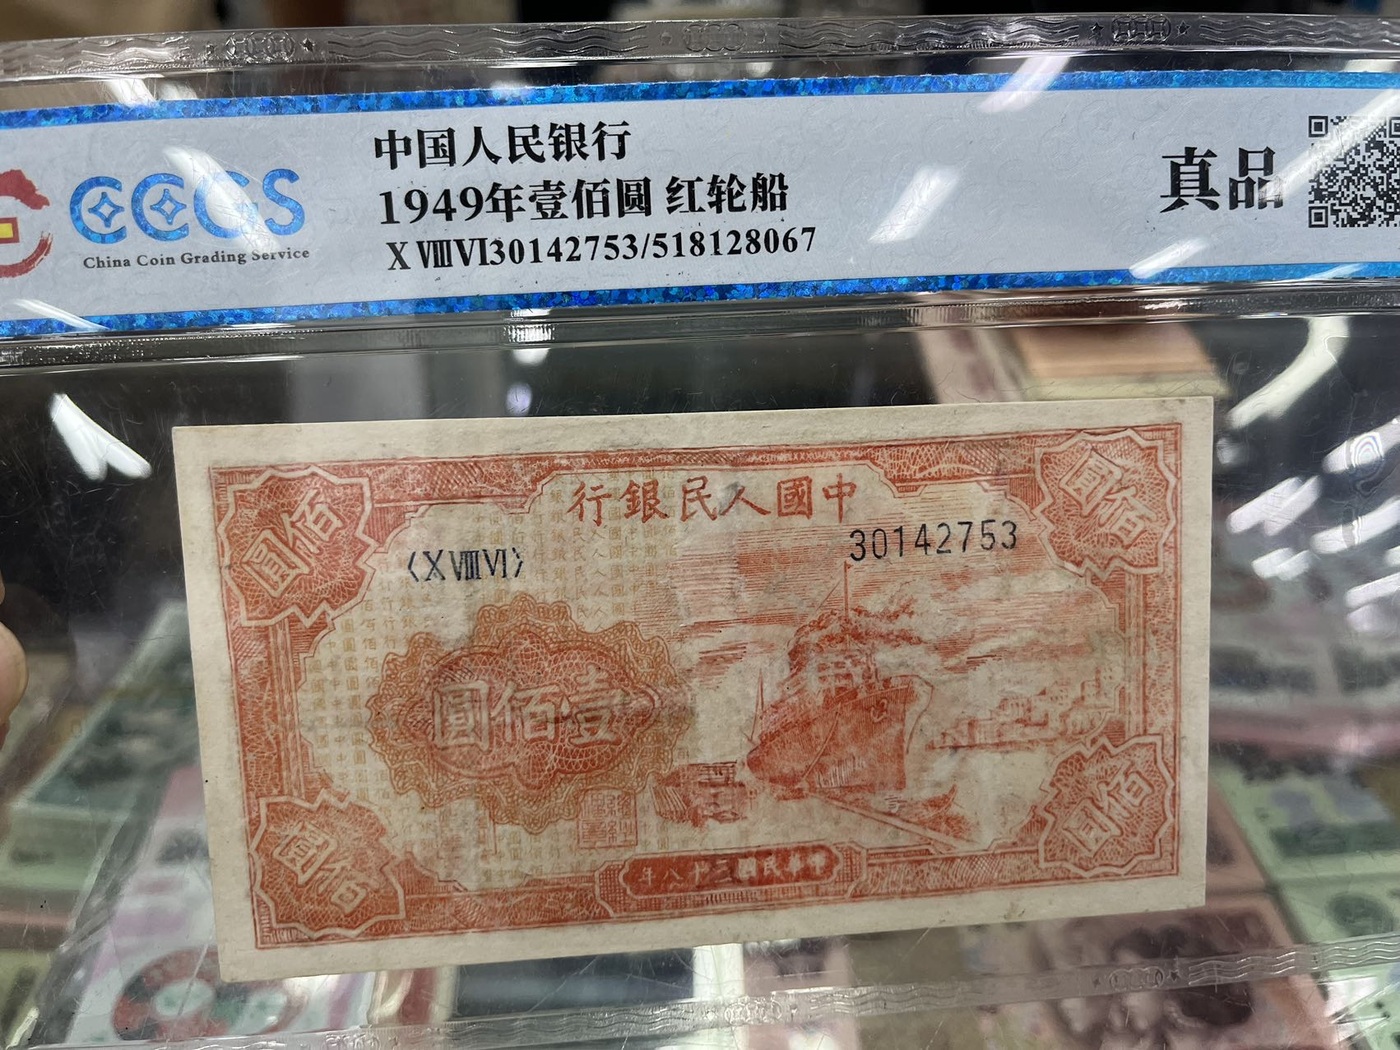 CCGS
China Coin Grading Service
中国人民银行
1949年壹佰圆 红轮船
X VIII VI30142753/518128067
真品
行銀民人國中
〈X VIII VI〉
30142753
圓佰
圓佰
圓佰壹
圓佰
圓佰
年八十三國民華中